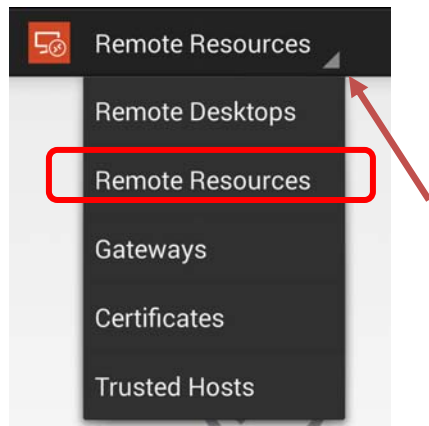 Remote Resources
Remote Desktops
Remote Resources
Gateways
Certificates
Trusted Hosts